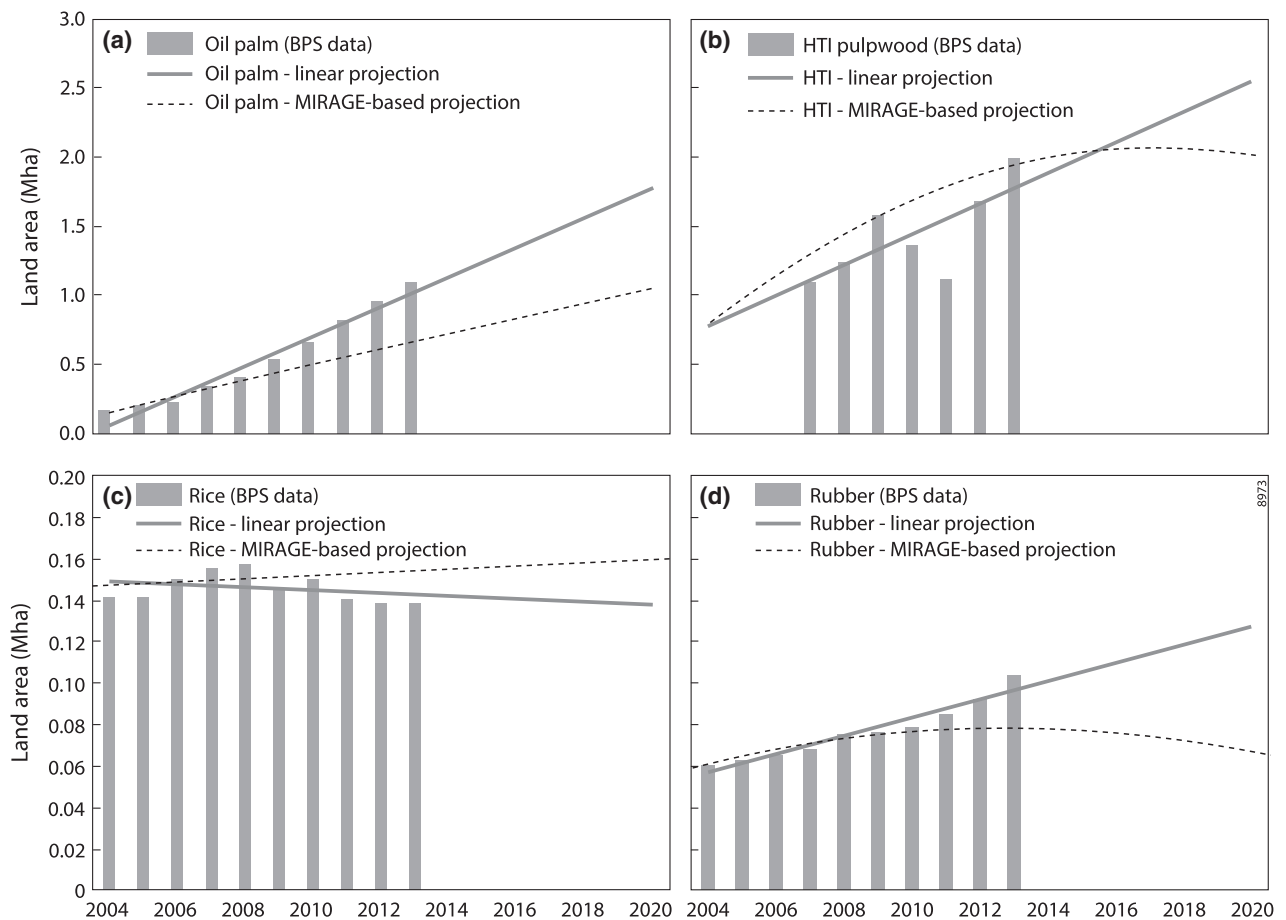 3.0
2.5
2.0
1.5
1.0
0.5
0.0
Land area (Mha)
(a)
Oil palm (BPS data)
Oil palm - linear projection
Oil palm - MIRAGE-based projection
(b)
HTI pulpwood (BPS data)
HTI - linear projection
HTI - MIRAGE-based projection
0.20
0.18
0.16
0.14
0.12
0.10
0.08
0.06
0.04
0.02
0
Land area (Mha)
(c)
Rice (BPS data)
Rice - linear projection
Rice - MIRAGE-based projection
(d)
Rubber (BPS data)
Rubber - linear projection
Rubber - MIRAGE-based projection
8973
2004 2006 2008 2010 2012 2014 2016 2018 2020
2004 2006 2008 2010 2012 2014 2016 2018 2020